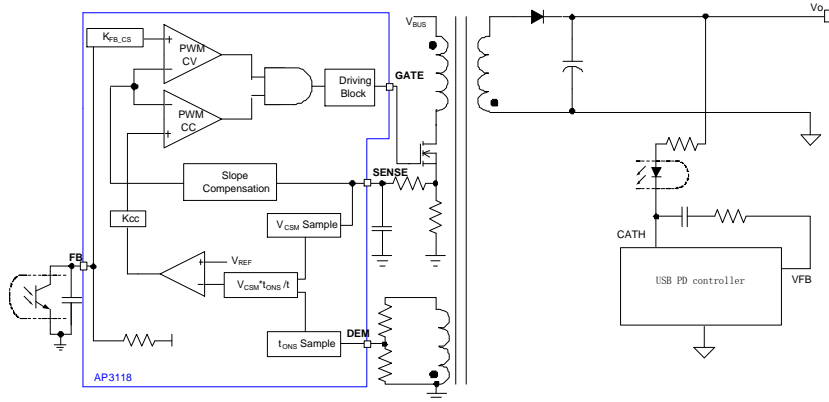 K_FB_CS
PWM
CV
PWM
CC
Driving
Block
GATE
V_BUS
Vo
Slope
Compensation
SENSE
Kcc
V_CSM Sample
V_REF
V_CSM*t_ONS/t
FB
t_ONS Sample
DEM
AP3118
CATH
VFB
USB PD controller
+
+
+